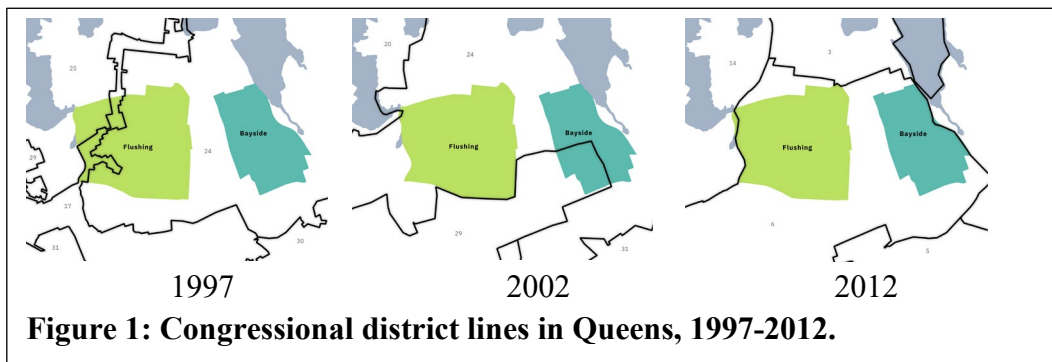 25
Flushing
Bayside
24
29
17
31
30
1997
20
24
Flushing
Bayside
29
31
2002
14
3
Flushing
Bayside
6
5
2012
Figure 1: Congressional district lines in Queens, 1997-2012.